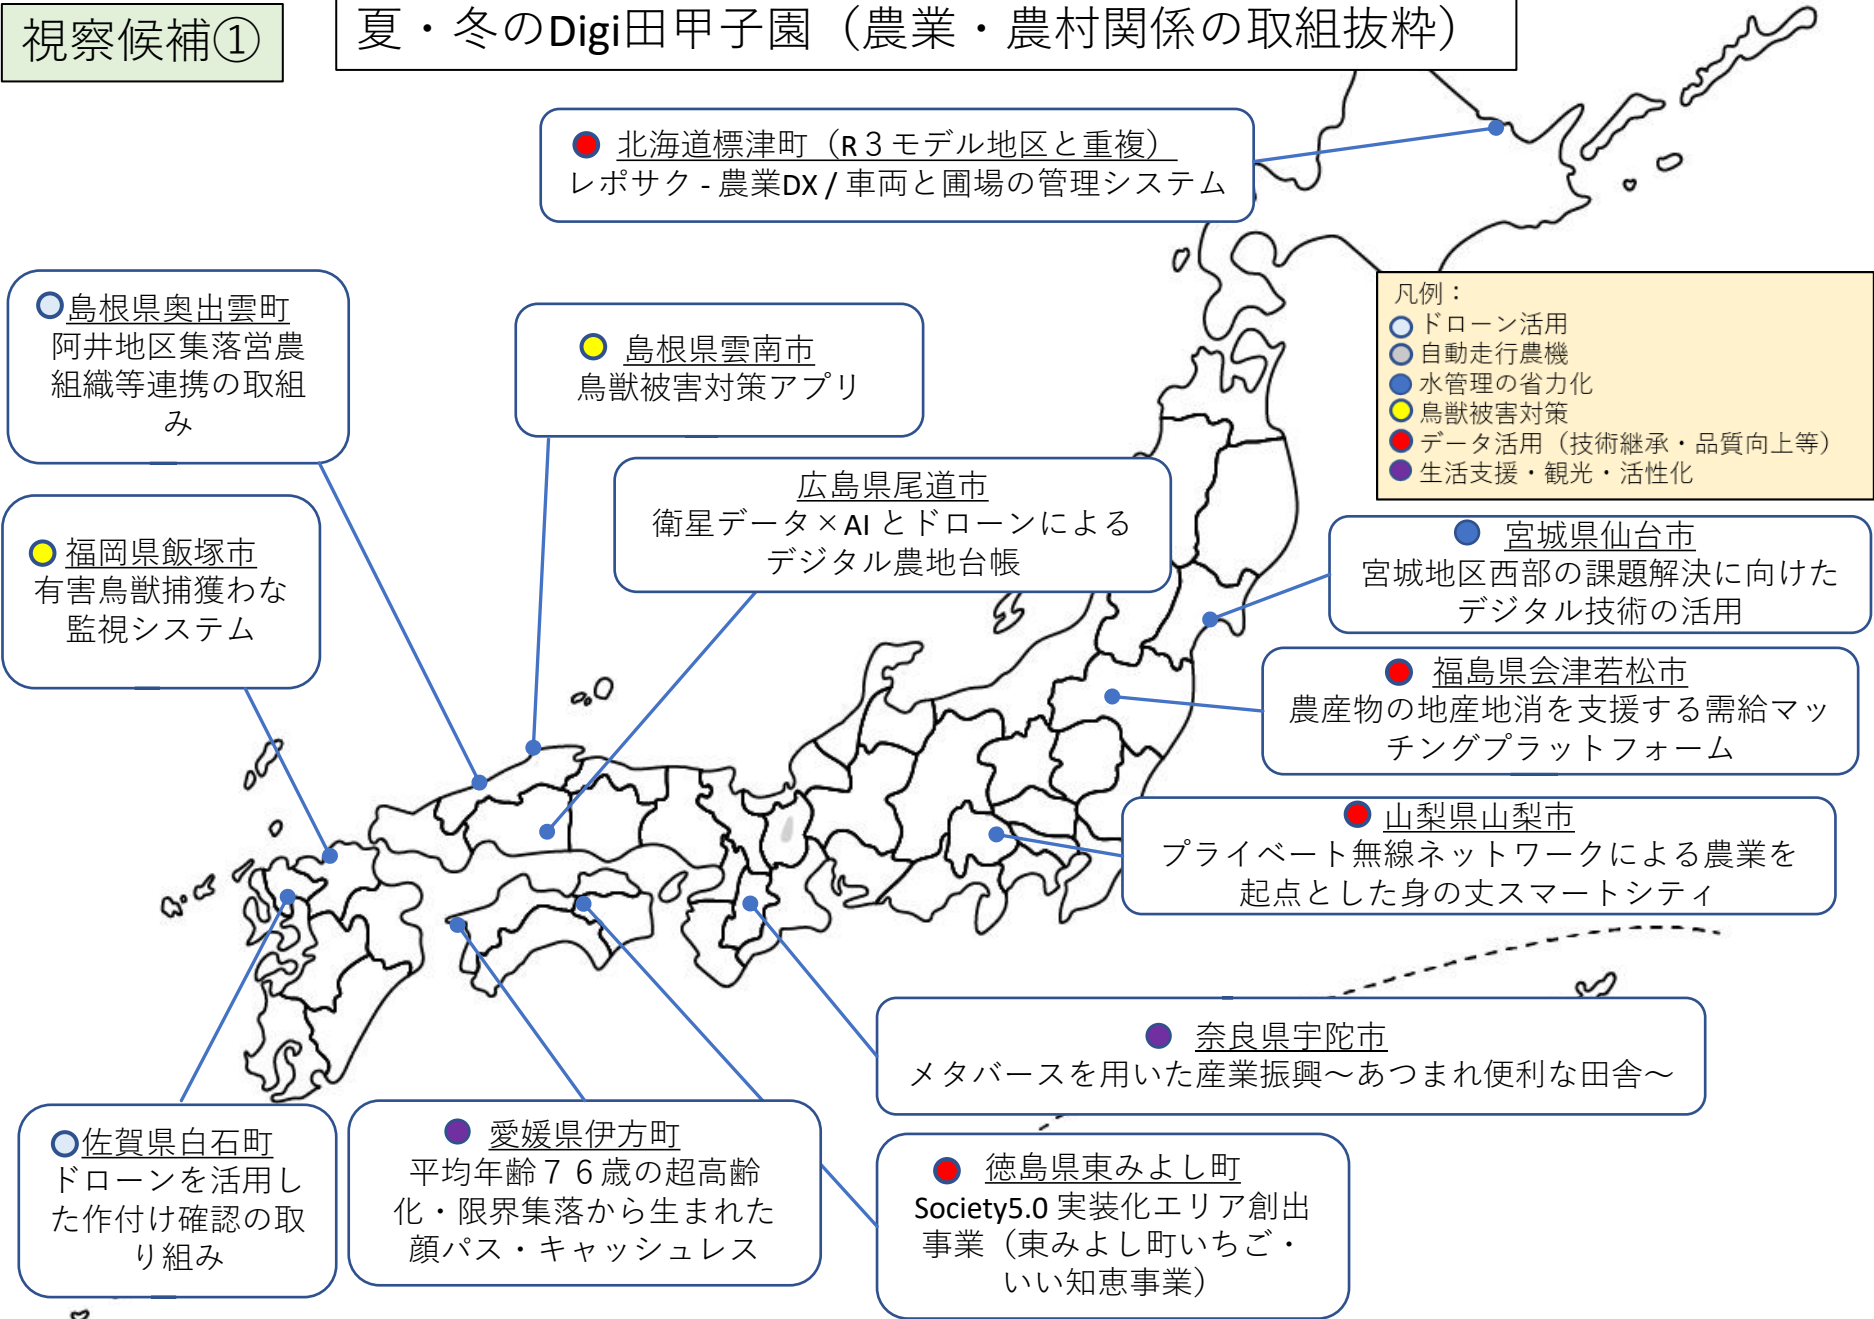 視察候補①
夏・冬のDigi田甲子園（農業・農村関係の取組抜粋）
北海道標津町（R３モデル地区と重複）
レポサク - 農業DX / 車両と圃場の管理システム
島根県奥出雲町
阿井地区集落営農
組織等連携の取組
み
島根県雲南市
鳥獣被害対策アプリ
凡例：
ドローン活用
自動走行農機
水管理の省力化
鳥獣被害対策
データ活用（技術継承・品質向上等）
生活支援・観光・活性化
広島県尾道市
衛星データ×AI とドローンによる
デジタル農地台帳
福岡県飯塚市
有害鳥獣捕獲わな
監視システム
宮城県仙台市
宮城地区西部の課題解決に向けた
デジタル技術の活用
福島県会津若松市
農産物の地産地消を支援する需給マッ
チングプラットフォーム
山梨県山梨市
プライベート無線ネットワークによる農業を
起点とした身の丈スマートシティ
奈良県宇陀市
メタバースを用いた産業振興～あつまれ便利な田舎～
佐賀県白石町
ドローンを活用し
た作付け確認の取
り組み
愛媛県伊方町
平均年齢７６歳の超高齢
化・限界集落から生まれた
顔パス・キャッシュレス
徳島県東みよし町
Society5.0 実装化エリア創出
事業（東みよし町いちご・
いい知恵事業）